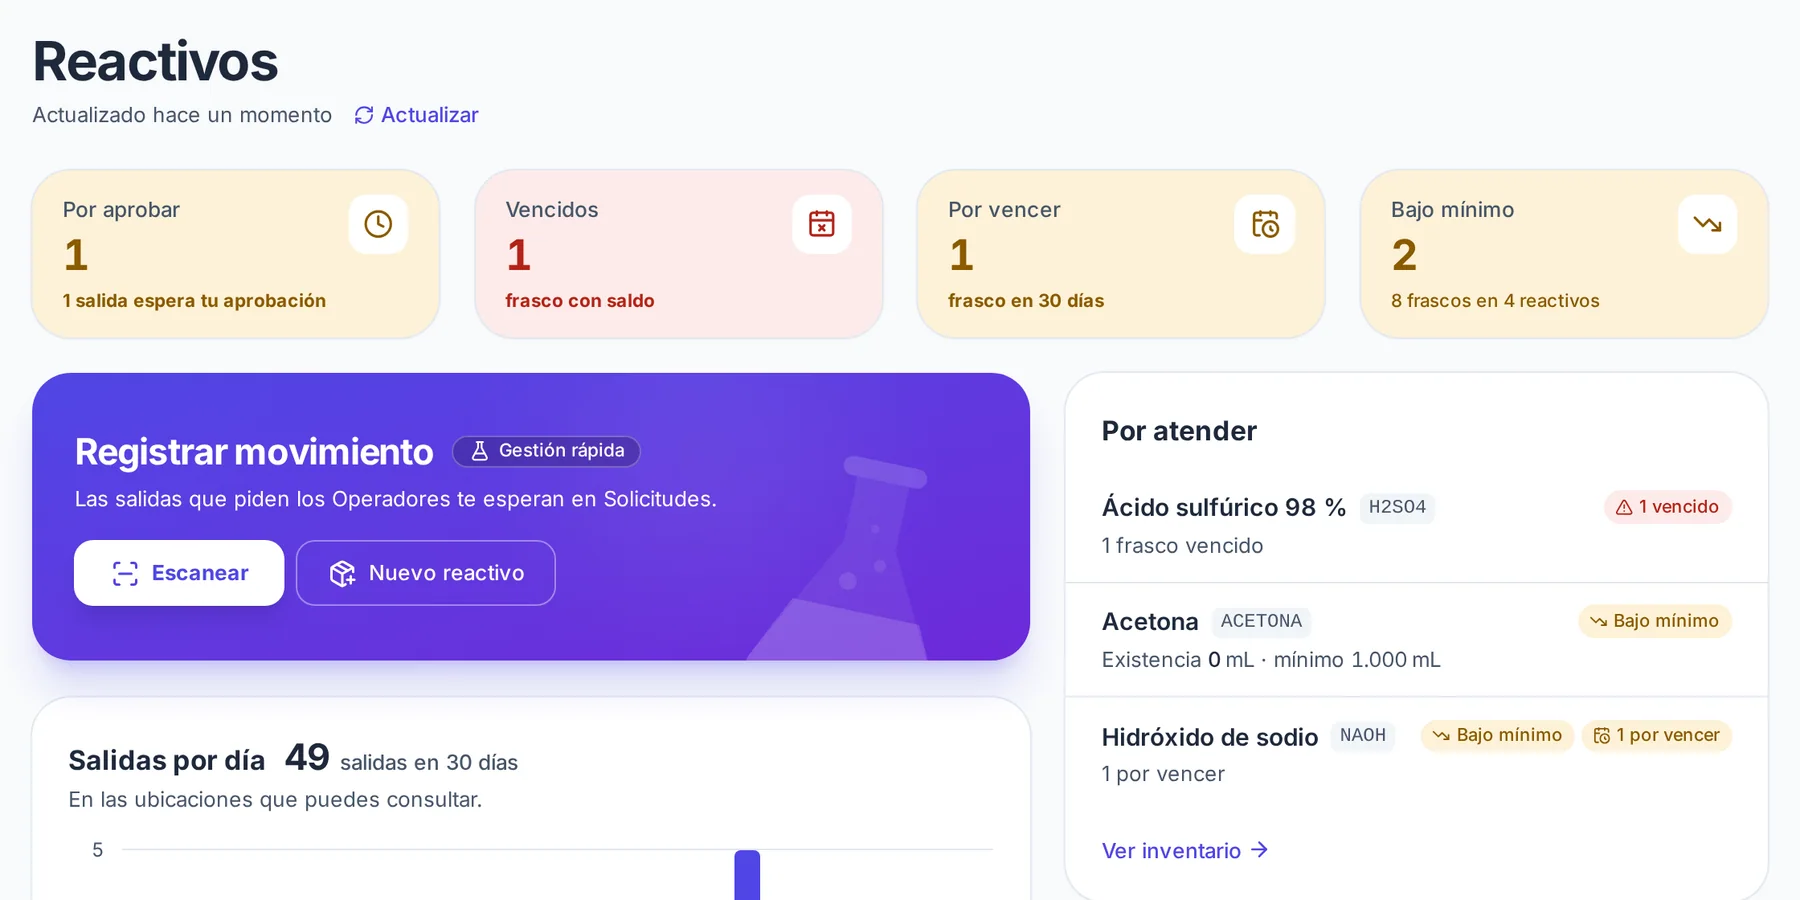 Reactivos
Actualizado hace un momento Actualizar
Por aprobar
1
1 salida espera tu aprobación
Vencidos
1
frasco con saldo
Por vencer
1
frasco en 30 días
Bajo mínimo
2
8 frascos en 4 reactivos
Registrar movimiento Gestión rápida
Las salidas que piden los Operadores te esperan en Solicitudes.
Escanear Nuevo reactivo
Por atender
Ácido sulfúrico 98 % H2SO4 1 vencido
1 frasco vencido
Acetona ACETONA Bajo mínimo
Existencia 0 mL · mínimo 1.000 mL
Hidróxido de sodio NAOH Bajo mínimo 1 por vencer
1 por vencer
Ver inventario
Salidas por día 49 salidas en 30 días
En las ubicaciones que puedes consultar.
5